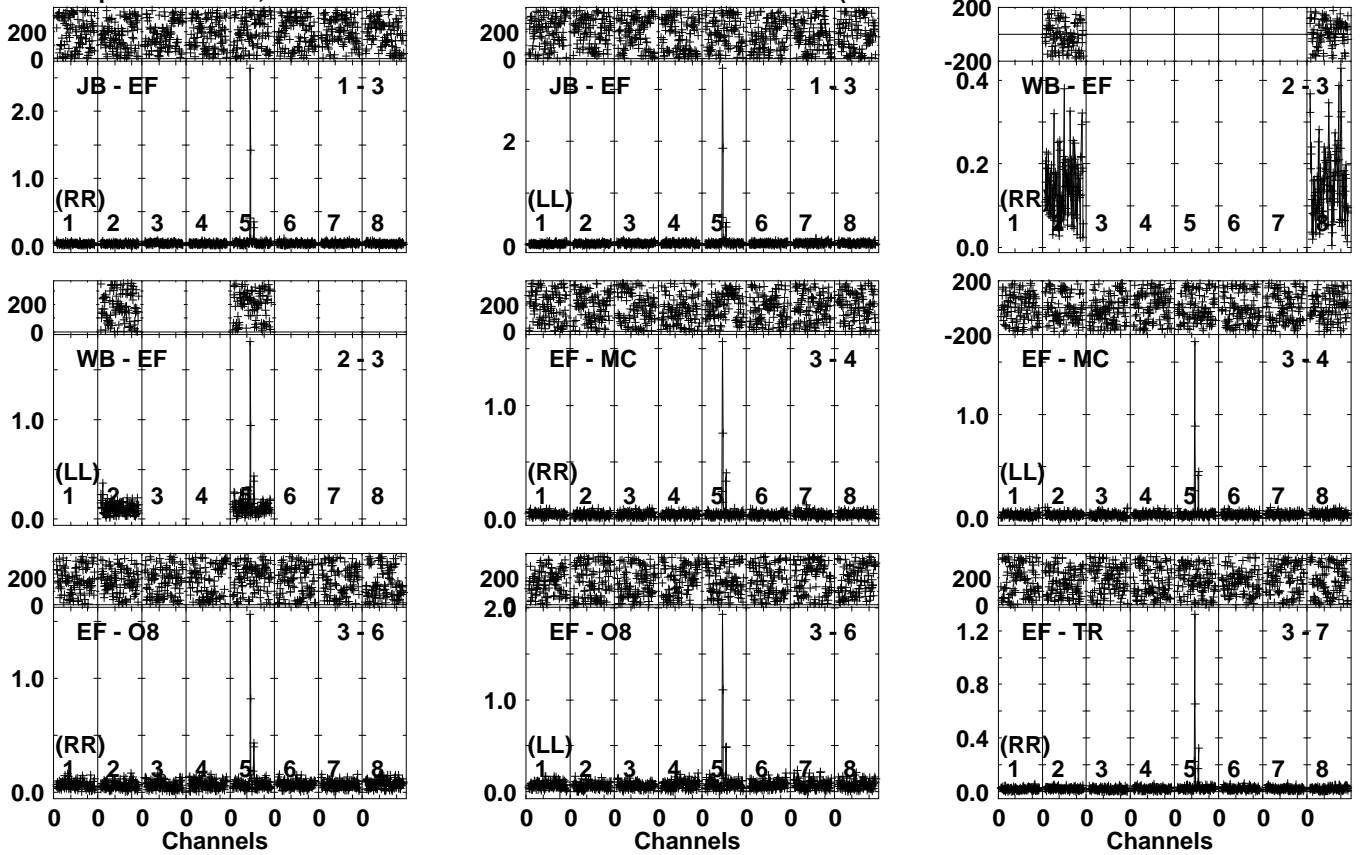 200
0
JB - EF 1 - 3
2.0
1.0
(RR)
1 2 3 4 5 6 7 8
0.0
200
0
JB - EF 1 - 3
2
(LL)
1 2 3 4 5 6 7 8
0
200
-200
0.4
WB - EF 2 - 3
0.2
(RR)
1 2 3 4 5 6 7 8
0.0
200
0
WB - EF 2 - 3
1.0
(LL)
1 2 3 4 5 6 7 8
0.0
200
0
EF - MC 3 - 4
1.0
(RR)
1 2 3 4 5 6 7 8
0.0
200
-200
EF - MC 3 - 4
1.0
(LL)
1 2 3 4 5 6 7 8
0.0
200
0
EF - O8 3 - 6
1.0
(RR)
1 2 3 4 5 6 7 8
0.0
0 0 0 0 0 0 0 0
Channels
200
0
2.0
EF - O8 3 - 6
1.0
(LL)
1 2 3 4 5 6 7 8
0.0
0 0 0 0 0 0 0 0
200
0
EF - TR 3 - 7
1.2
0.8
0.4
(RR)
1 2 3 4 5 6 7 8
0.0
0 0 0 0 0 0 0 0
Channels